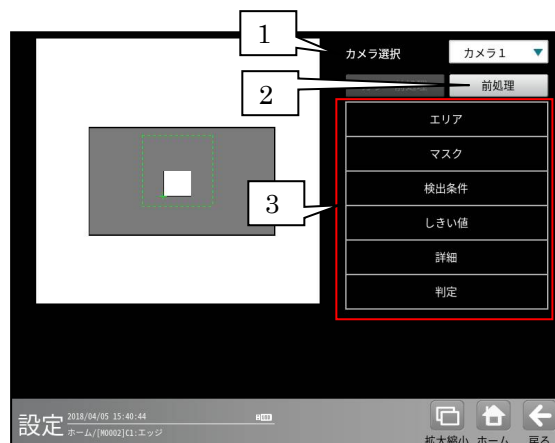 1
カメラ選択
カメラ1
2
前処理
エリア
マスク
3
検出条件
しきい値
詳細
判定
設定
2018/04/05 15:40:44
ホーム/[M0002]C1:エッジ
拡大縮小
ホーム
戻る